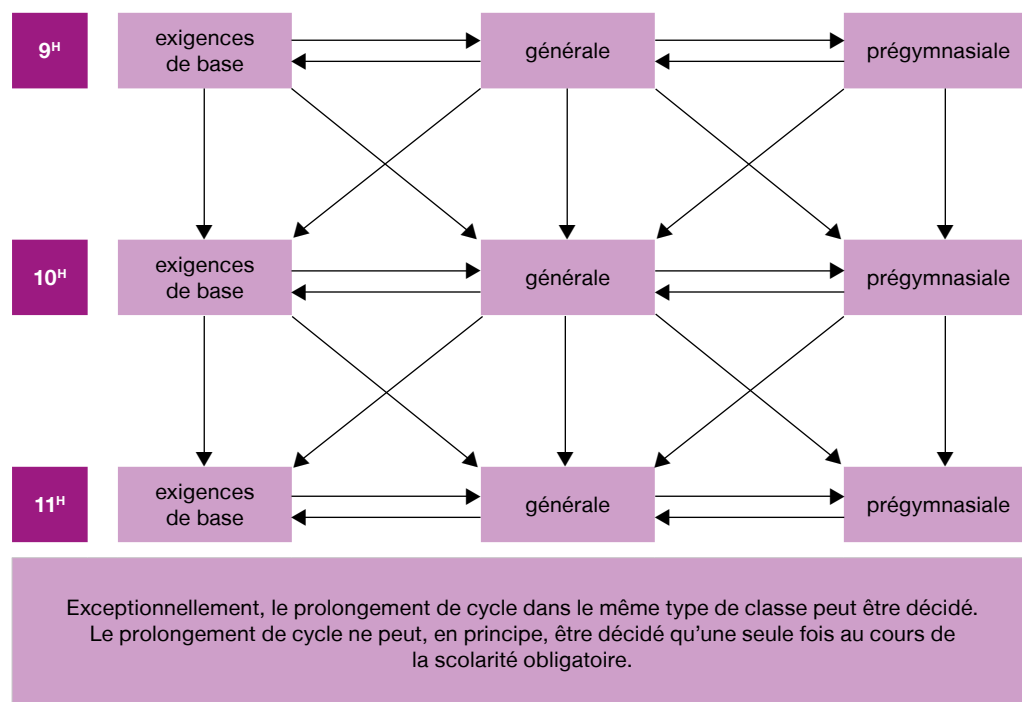 9H
exigences
de base
générale
prégymnasiale
10H
exigences
de base
générale
prégymnasiale
11H
exigences
de base
générale
prégymnasiale
Exceptionnellement, le prolongement de cycle dans le même type de classe peut être décidé.
Le prolongement de cycle ne peut, en principe, être décidé qu’une seule fois au cours de
la scolarité obligatoire.